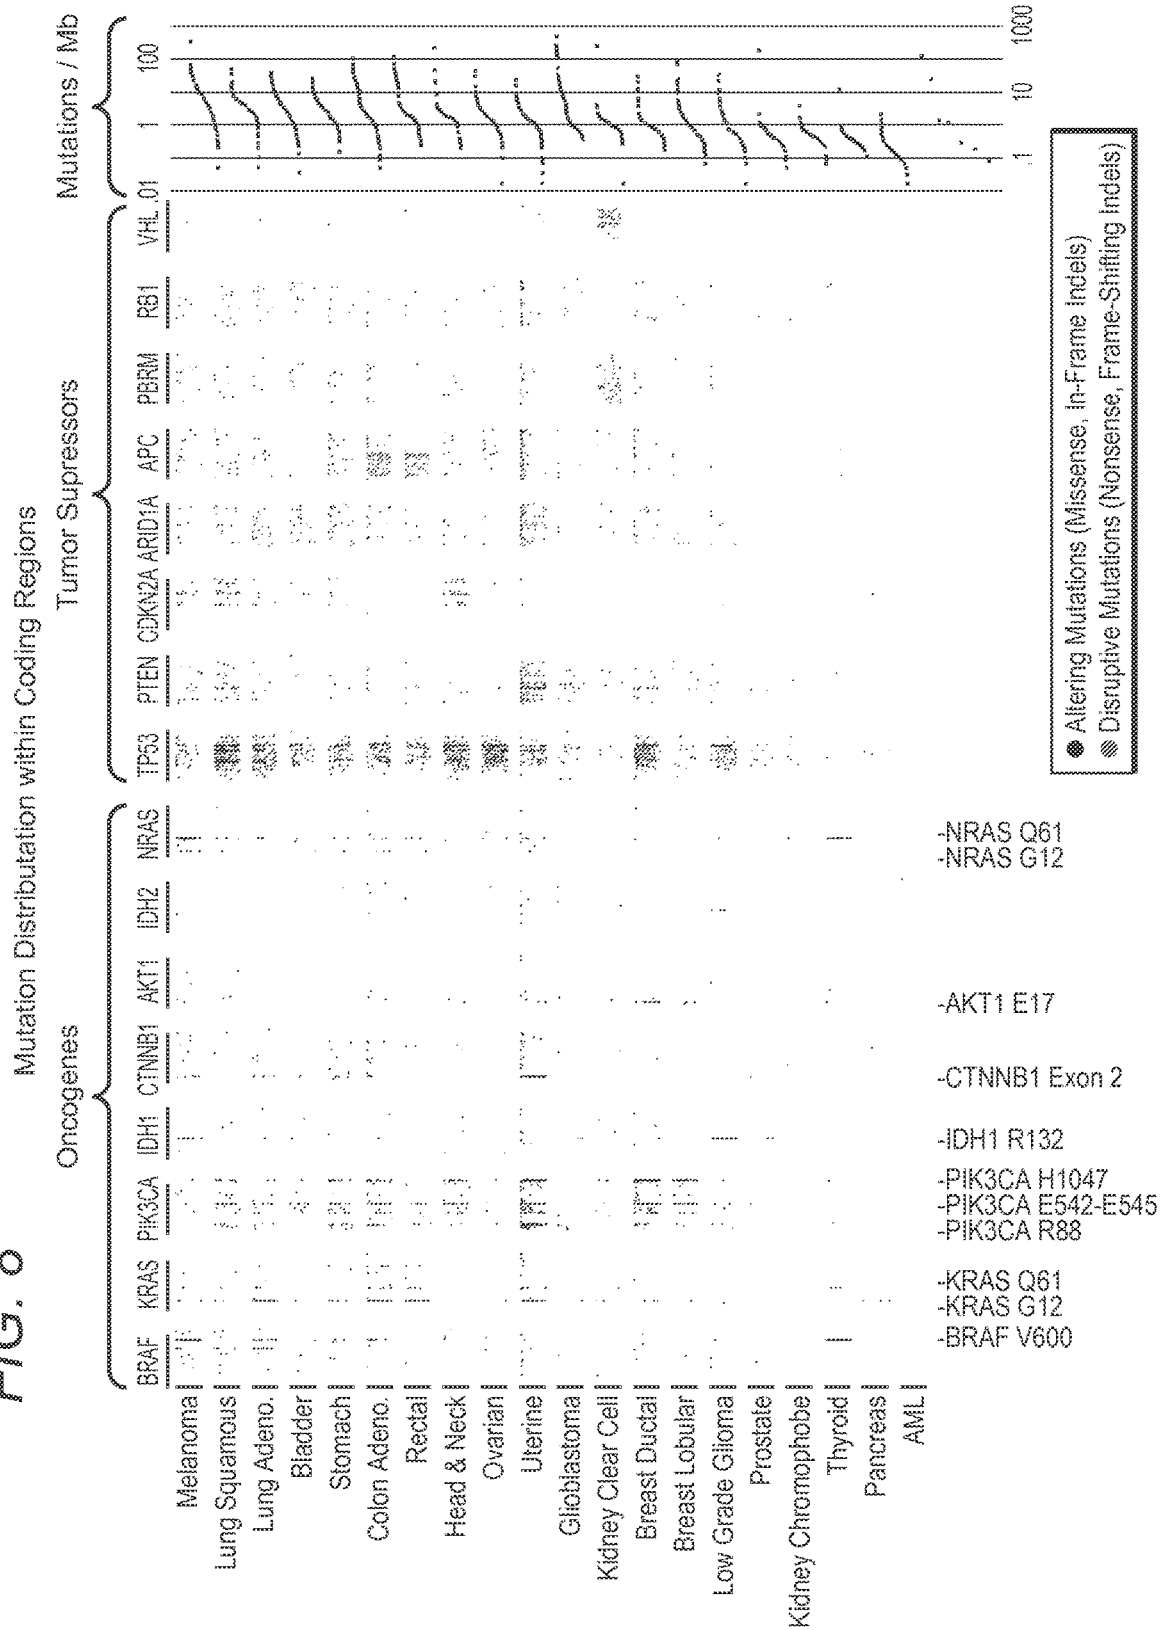 FIG. 8
Mutation Distributation within Coding Regions
Oncogenes
Tumor Supressors
Mutations / Mb
BRAF
KRAS
PIK3CA
IDH1
CTNNB1
AKT1
IDH2
NRAS
TP53
PTEN
CDKN2A
ARID1A
APC
PBRM
RB1
VHL
.01
1
100
Melanoma
Lung Squamous
Lung Adeno.
Bladder
Stomach
Colon Adeno.
Rectal
Head & Neck
Ovarian
Uterine
Glioblastoma
Kidney Clear Cell
Breast Ductal
Breast Lobular
Low Grade Glioma
Prostate
Kidney Chromophobe
Thyroid
Pancreas
AML
.1
10
1000
-BRAF V600
-KRAS G12
-KRAS Q61
-PIK3CA R88
-PIK3CA E542-E545
-PIK3CA H1047
-IDH1 R132
-CTNNB1 Exon 2
-AKT1 E17
-NRAS G12
-NRAS Q61
Altering Mutations (Missense, In-Frame Indels)
Disruptive Mutations (Nonsense, Frame-Shifting Indels)